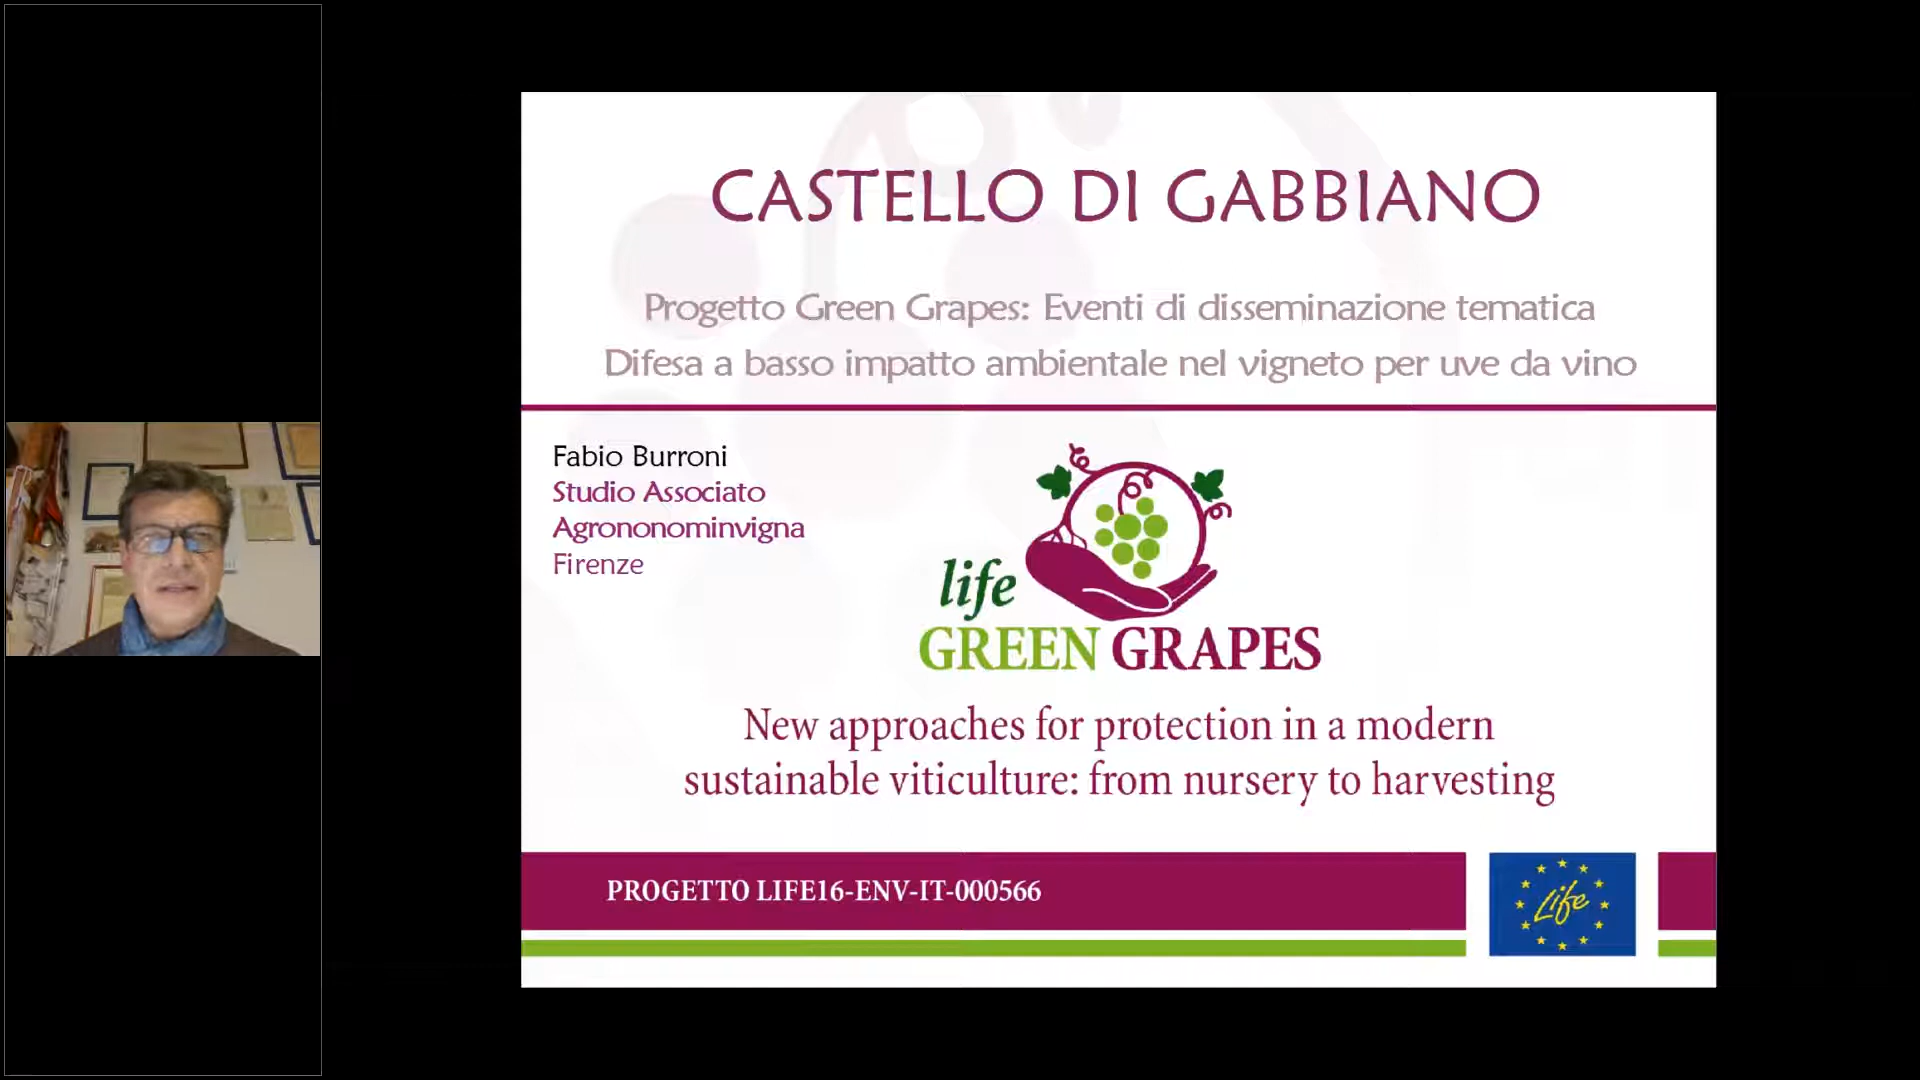 CASTELLO DI GABBIANO
Progetto Green Grapes: Eventi di disseminazione tematica
Difesa a basso impatto ambientale nel vigneto per uve da vino
Fabio Burroni
Studio Associato
Agrononominvigna
Firenze
life
GREEN GRAPES
New approaches for protection in a modern
sustainable viticulture: from nursery to harvesting
PROGETTO LIFE16-ENV-IT-000566
Life